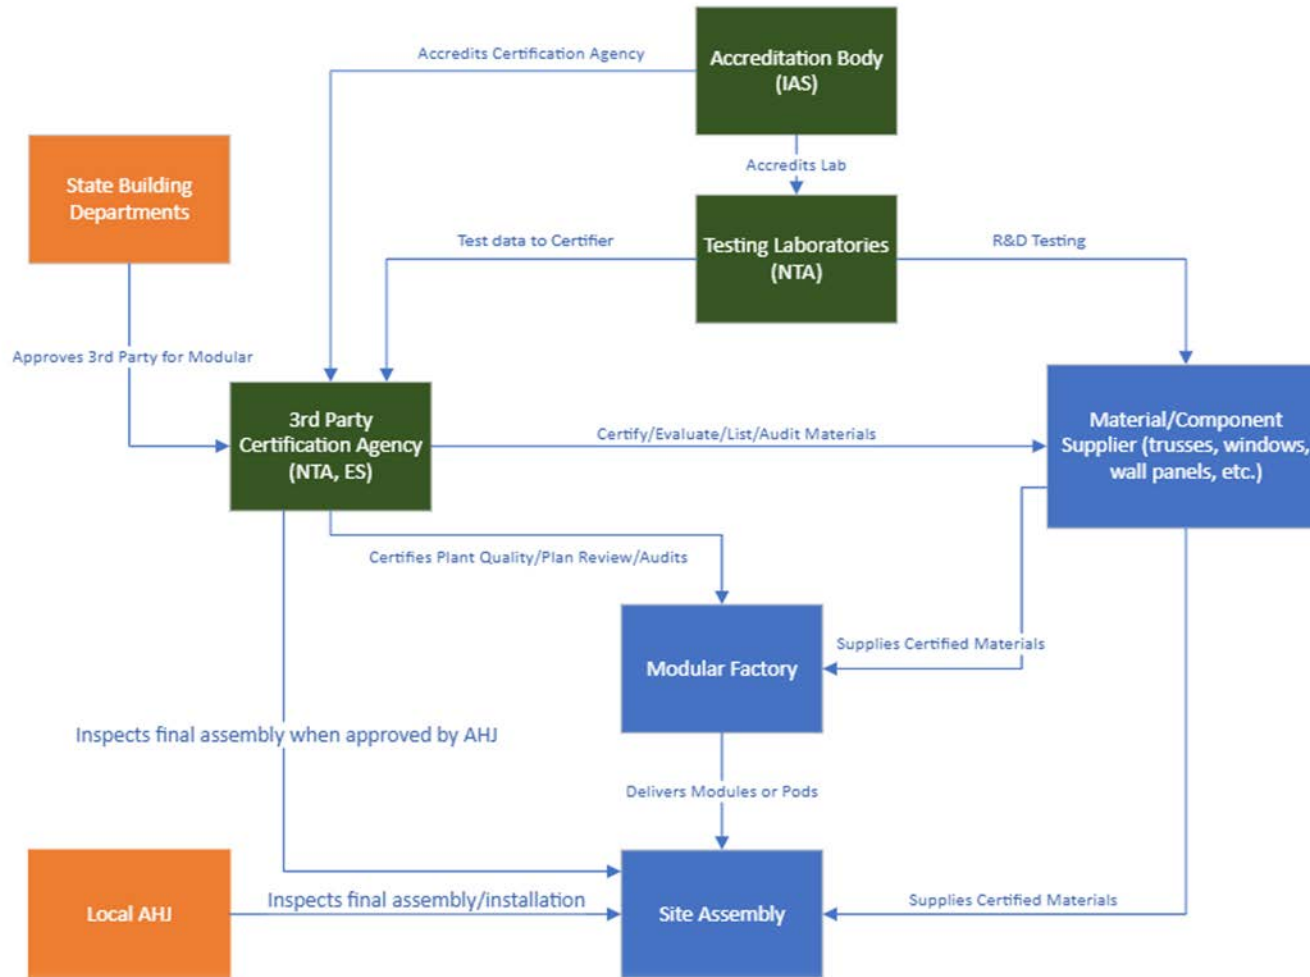 Accredits Certification Agency
Accreditation Body
(IAS)
Accredits Lab
State Building
Departments
Test data to Certifier
Testing Laboratories
(NTA)
R&D Testing
Approves 3rd Party for Modular
3rd Party
Certification Agency
(NTA, ES)
Certify/Evaluate/List/Audit Materials
Material/Component
Supplier (trusses, windows,
wall panels, etc.)
Certifies Plant Quality/Plan Review/Audits
Modular Factory
Supplies Certified Materials
Inspects final assembly when approved by AHJ
Delivers Modules or Pods
Local AHJ
Inspects final assembly/installation
Site Assembly
Supplies Certified Materials